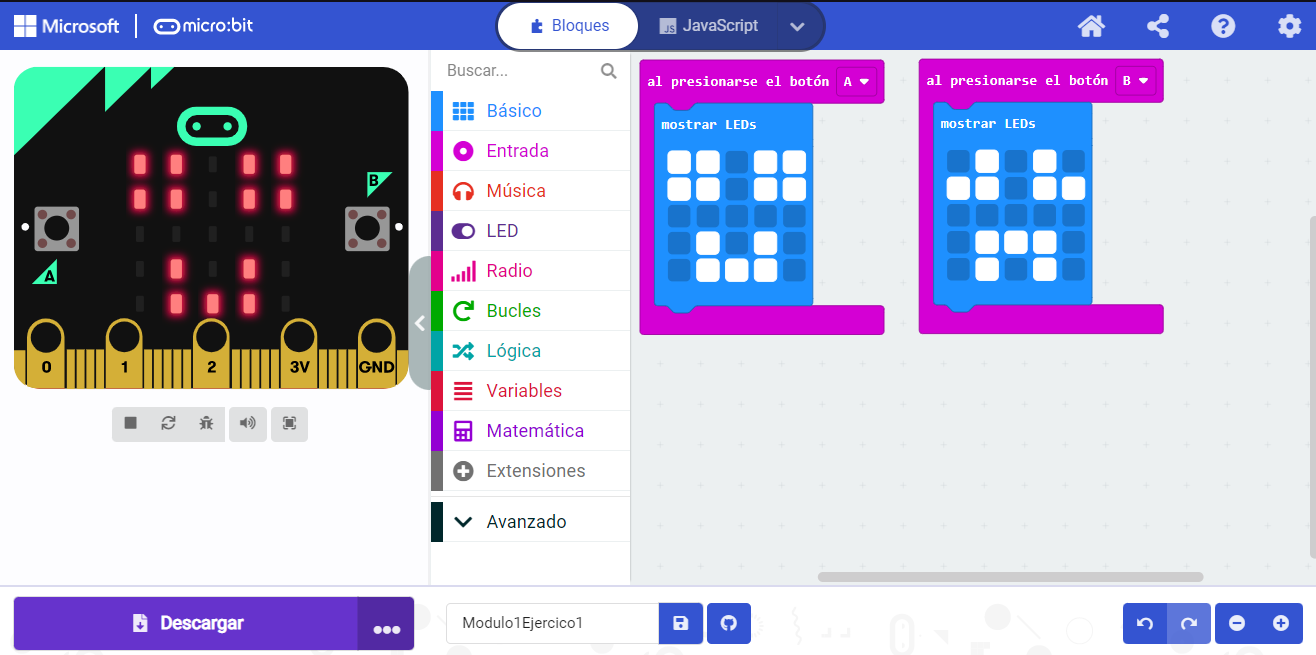 Microsoft | micro:bit
Bloques
JS JavaScript
Buscar...
Básico
Entrada
Música
LED
Radio
Bucles
Lógica
Variables
Matemática
Extensiones
Avanzado
B
A
0 1 2 3V GND
al presionarse el botón A
mostrar LEDs
al presionarse el botón B
mostrar LEDs
Descargar
Modulo1Ejercico1